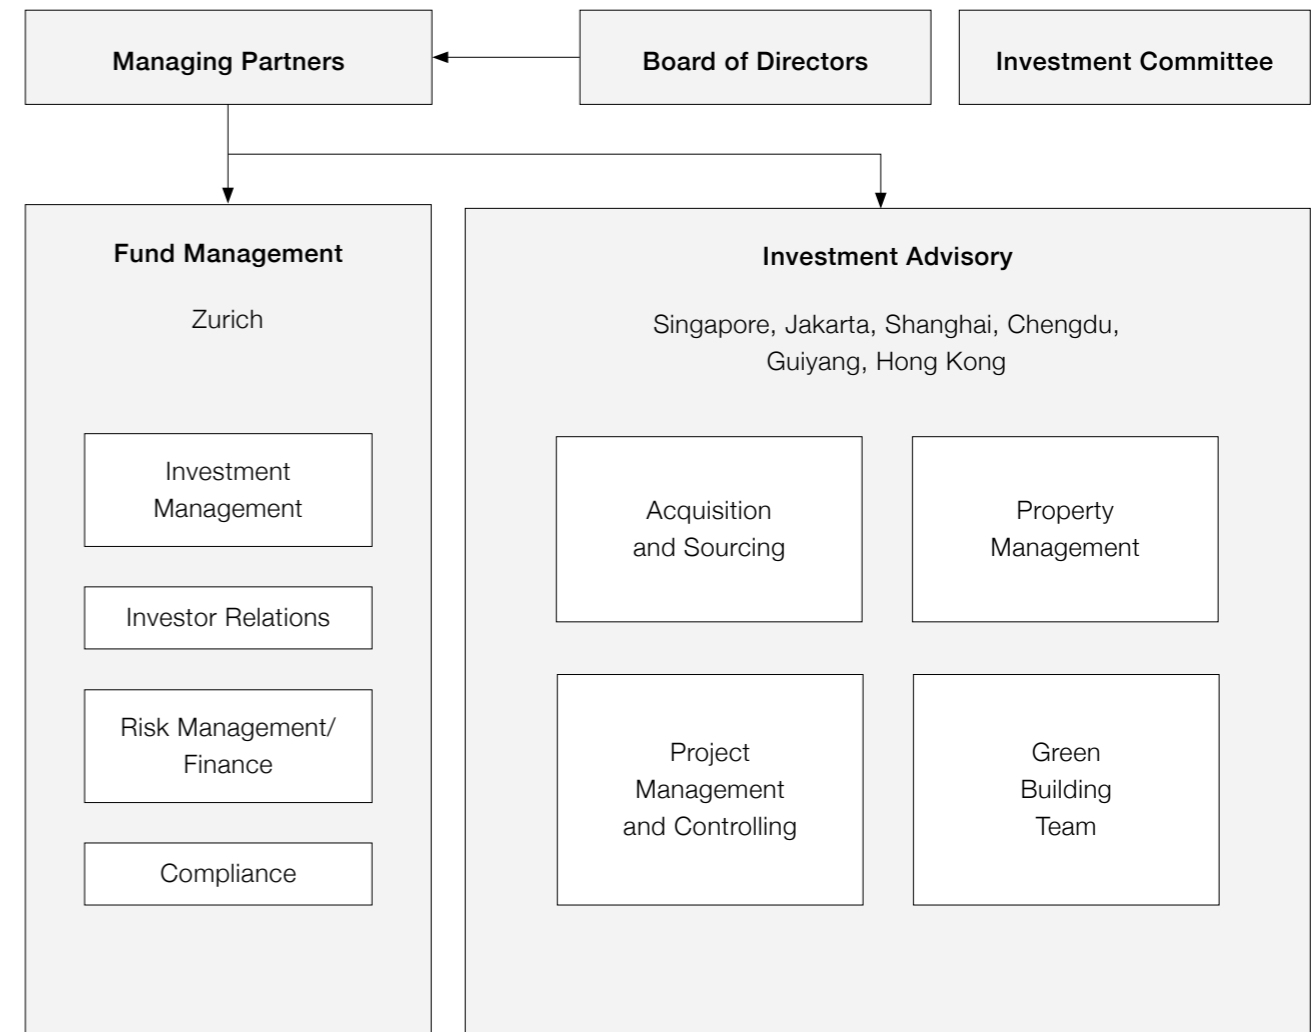 Managing Partners
Board of Directors
Investment Committee
Fund Management
Zurich
Investment
Management
Investor Relations
Risk Management/
Finance
Compliance
Investment Advisory
Singapore, Jakarta, Shanghai, Chengdu,
Guiyang, Hong Kong
Acquisition
and Sourcing
Property
Management
Project
Management
and Controlling
Green
Building
Team